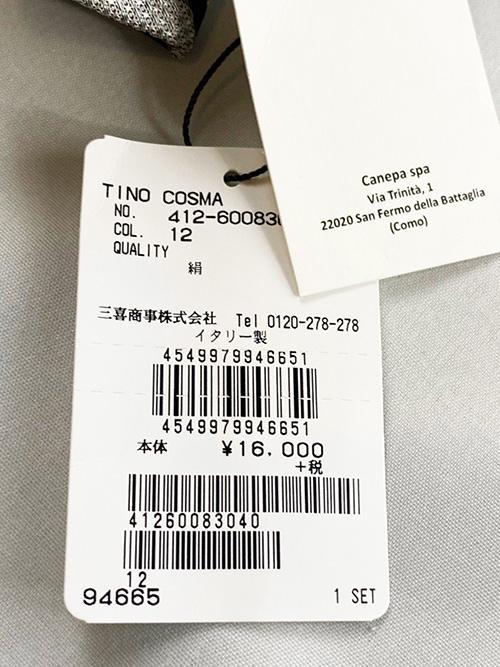 Canepa spa
Via Trinità, 1
22020 San Fermo della Battaglia
(Como)
TINO COSMA
NO.
COL. 12
QUALITY
絹
三喜商事株式会社 Tel 0120-278-278
イタリー製
4549979946651
4549979946651
本体 ¥16,000
+税
41260083040
12
94665 1 SET